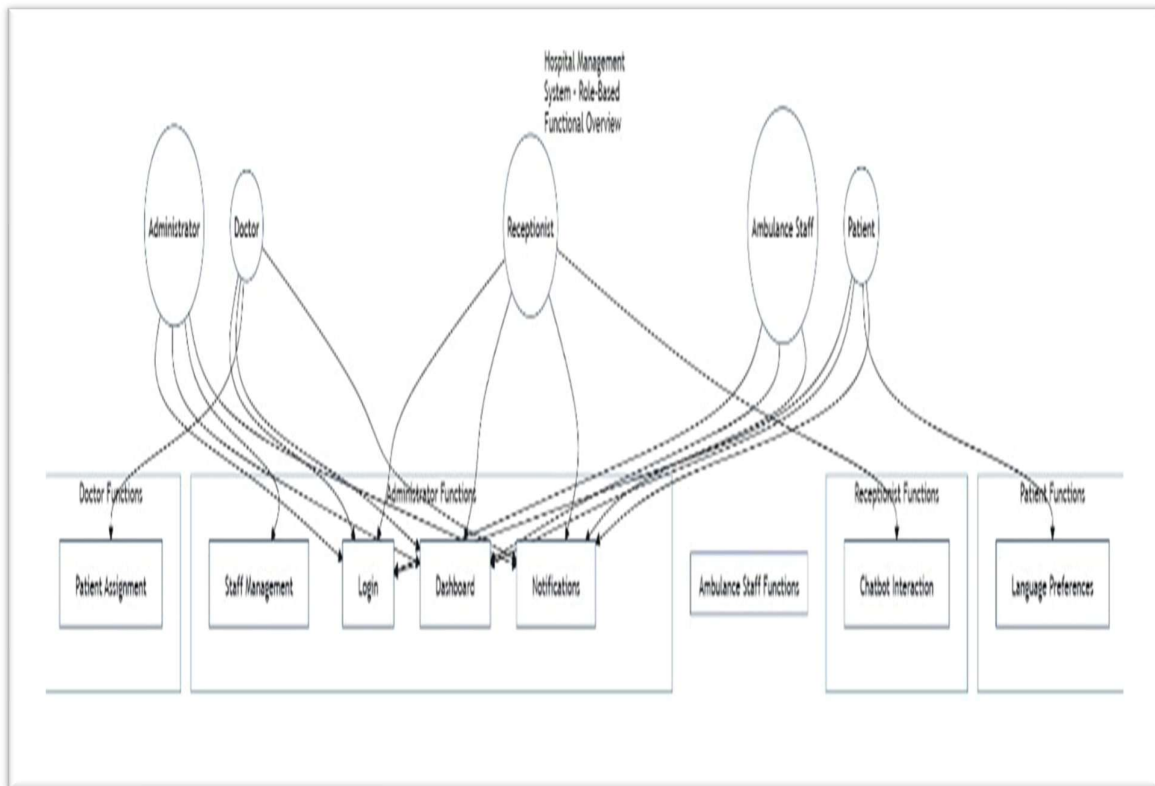 Hospital Management
System - Role-Based
Functional Overview
Administrator
Doctor
Receptionist
Ambulance Staff
Patient
Doctor Functions
Administrator Functions
Receptionist Functions
Patient Functions
Patient Assignment
Staff Management
Login
Dashboard
Notifications
Ambulance Staff Functions
Chatbot Interaction
Language Preferences